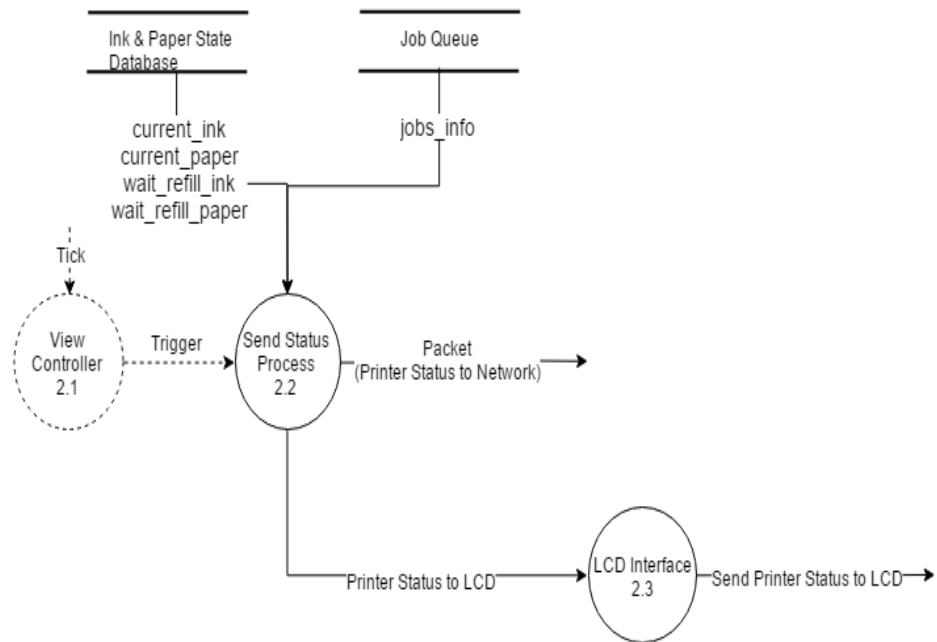 Ink & Paper State
Database
Job Queue
current_ink
current_paper
wait_refill_ink
wait_refill_paper
jobs_info
Tick
View
Controller
2.1
Trigger
Send Status
Process
2.2
Packet
(Printer Status to Network)
Printer Status to LCD
LCD Interface
2.3
Send Printer Status to LCD